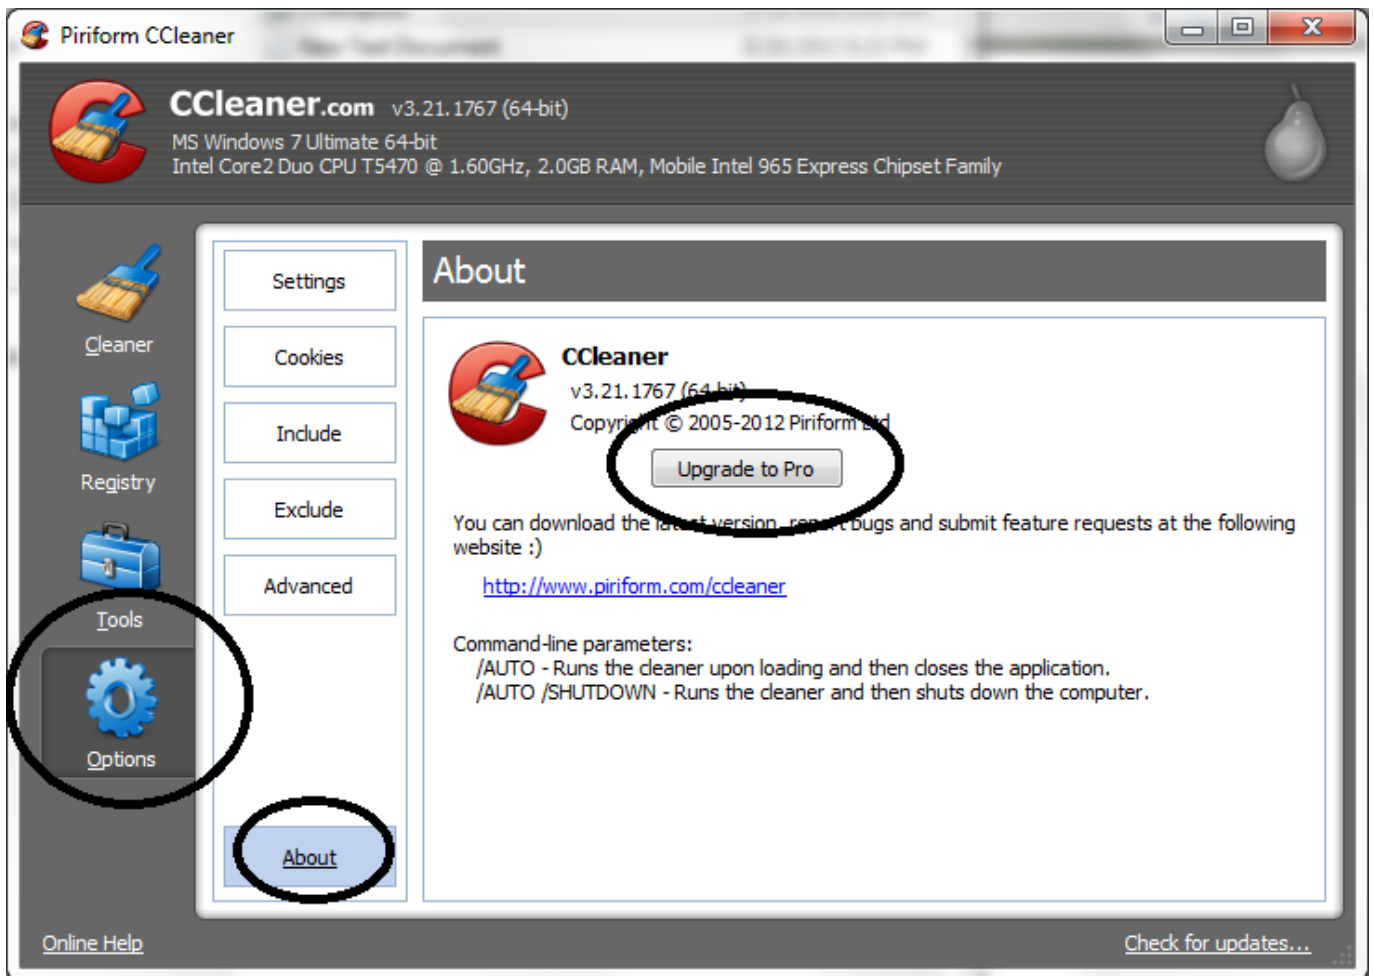 Piriform CCleaner
New Text Document
CCleaner.com v3.21.1767 (64-bit)
MS Windows 7 Ultimate 64-bit
Intel Core2 Duo CPU T5470 @ 1.60GHz, 2.0GB RAM, Mobile Intel 965 Express Chipset Family
Cleaner
Registry
Tools
Options
Settings
Cookies
Include
Exclude
Advanced
About
About
CCleaner
v3.21.1767 (64-bit)
Copyright © 2005-2012 Piriform Ltd
Upgrade to Pro
You can download the latest version, report bugs and submit feature requests at the following
website :)
http://www.piriform.com/ccleaner
Command-line parameters:
/AUTO - Runs the cleaner upon loading and then closes the application.
/AUTO /SHUTDOWN - Runs the cleaner and then shuts down the computer.
Online Help
Check for updates...